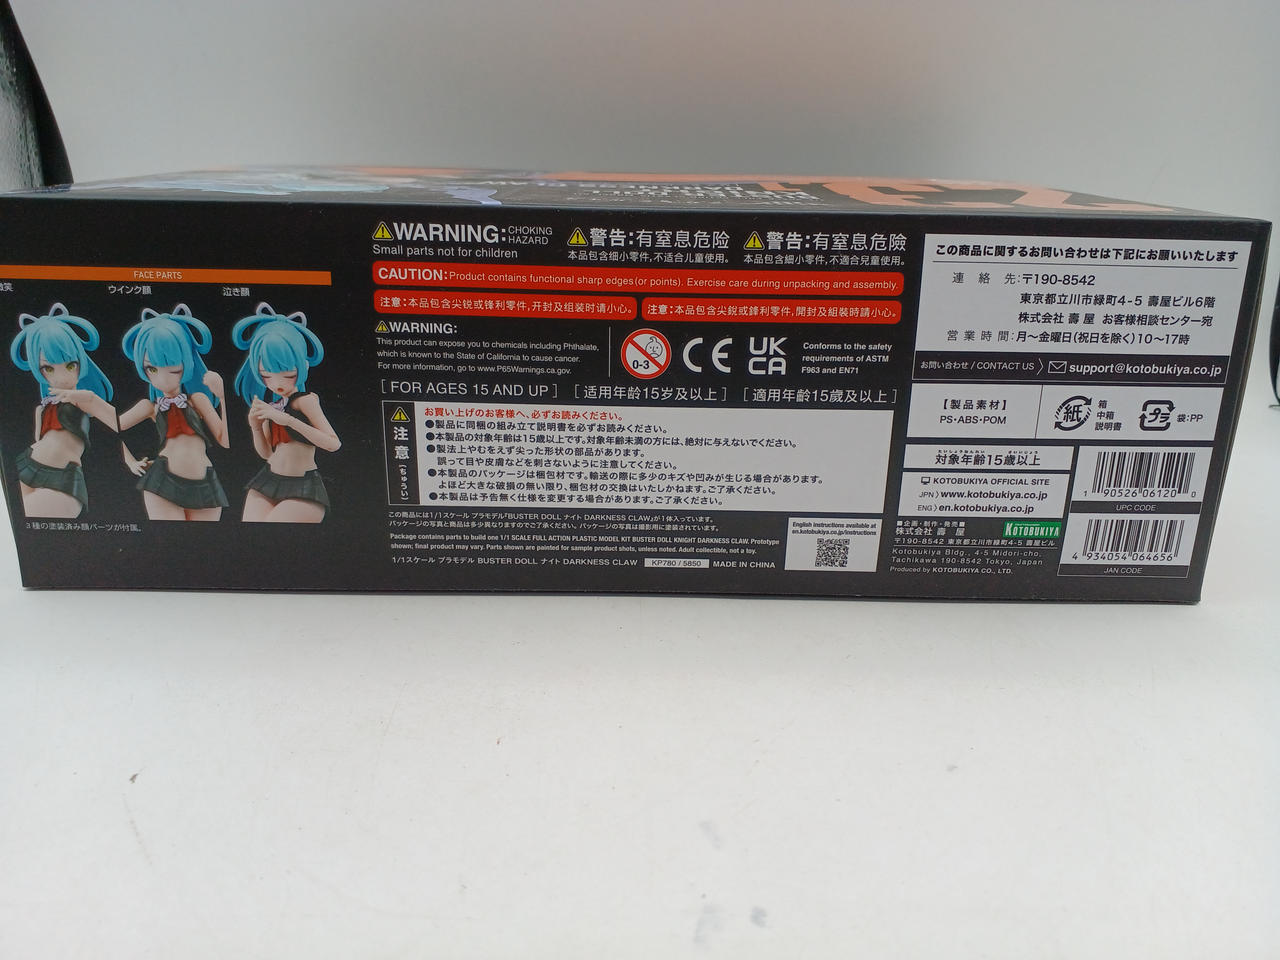 FACE PARTS
微笑
ウインク顔
泣き顔
3種の塗装済み顔パーツが付属。
WARNING: CHOKING HAZARD
Small parts not for children
警告:有窒息危险
本品包含细小零件,不适合儿童使用。
警告:有窒息危險
本品包含細小零件,不適合兒童使用。
CAUTION: Product contains functional sharp edges(or points). Exercise care during unpacking and assembly.
注意:本品包含尖锐或锋利零件,开封及组装时请小心。
注意:本品包含尖銳或鋒利零件,開封及組裝時請小心。
WARNING:
This product can expose you to chemicals including Phthalate,
which is known to the State of California to cause cancer.
For more information, go to www.P65Warnings.ca.gov.
0-3
CE
UK
CA
Conforms to the safety
requirements of ASTM
F963 and EN71
[ FOR AGES 15 AND UP ] [ 适用年龄15岁及以上 ] [ 適用年齡15歲及以上 ]
注意(ちゅうい)
お買い上げのお客様へ、必ずお読みください。
●製品に同梱の組み立て説明書を必ずお読みください。
●本製品の対象年齢は15歳以上です。対象年齢未満の方には、絶対に与えないでください。
●製法上やむをえず尖った形状の部品があります。
誤って目や皮膚などを刺さないように注意してください。
●本製品のパッケージは梱包材です。輸送の際に多少のキズや凹みが生じる場合があります。
よほど大きな破損の無い限り、梱包材の交換はいたしかねます。ご了承ください。
●本製品は予告無く仕様を変更する場合があります。ご了承ください。
この商品には1/1スケール プラモデル「BUSTER DOLL ナイト DARKNESS CLAW」が1体入っています。
パッケージの写真と商品は多少異なりますのでご了承ください。パッケージの写真は撮影用に塗装されています。
Package contains parts to build one 1/1 SCALE FULL ACTION PLASTIC MODEL KIT BUSTER DOLL KNIGHT DARKNESS CLAW. Prototype
shown; final product may vary. Parts shown are painted for sample product shots, unless noted. Adult collectible, not a toy.
1/1スケール プラモデル BUSTER DOLL ナイト DARKNESS CLAW KP780 / 5850 MADE IN CHINA
English instructions available at
en.kotobukiya.co.jp/instructions
この商品に関するお問い合わせは下記にお願いいたします
連絡先:〒190-8542
東京都立川市緑町4-5 壽屋ビル6階
株式会社 壽屋 お客様相談センター宛
営業時間:月〜金曜日(祝日を除く)10〜17時
お問い合わせ / CONTACT US support@kotobukiya.co.jp
【製品素材】
PS・ABS・POM
紙
箱
中箱
説明書
プラ
袋:PP
たいしょうねんれい さいいじょう
対象年齢15歳以上
KOTOBUKIYA OFFICIAL SITE
JPN www.kotobukiya.co.jp
ENG en.kotobukiya.co.jp
■企画・制作・発売■
株式会社 壽屋
KOTOBUKIYA
〒190-8542 東京都立川市緑町4-5 壽屋ビル
Kotobukiya Bldg., 4-5 Midori-cho,
Tachikawa 190-8542 Tokyo, Japan
Produced by KOTOBUKIYA CO., LTD.
1 90526 06120 0
UPC CODE
4 934054 064656
JAN CODE